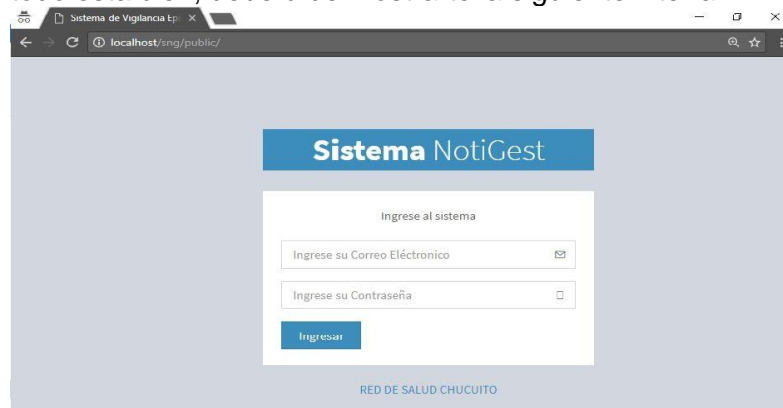 Sistema de Vigilancia Ep
localhost/sng/public/
Sistema NotiGest
Ingrese al sistema
Ingrese su Correo Eléctronico
Ingrese su Contraseña
Ingresar
RED DE SALUD CHUCUITO